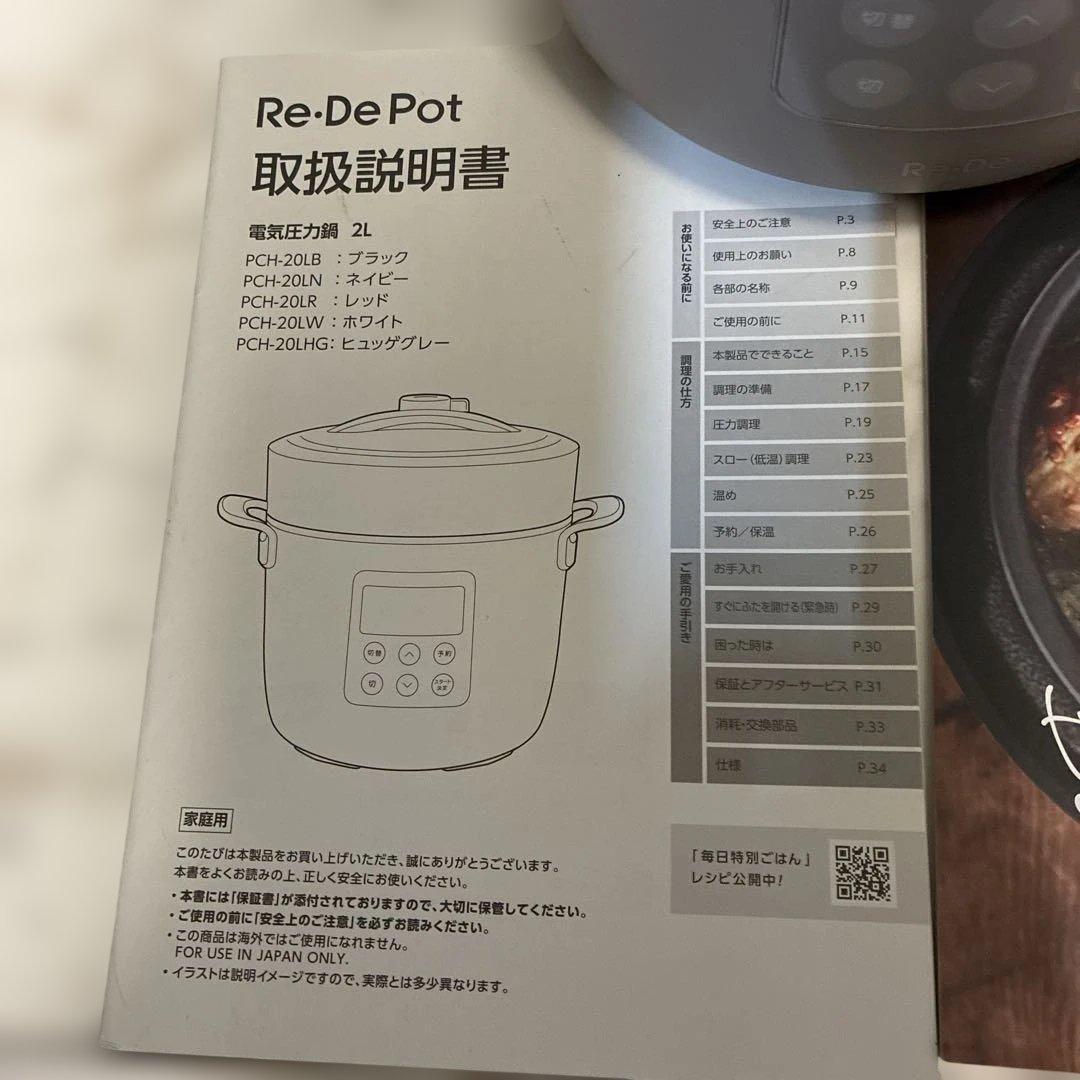 切替
切
Re·De
Re·De Pot
取扱説明書
電気圧力鍋 2L
PCH-20LB ：ブラック
PCH-20LN ：ネイビー
PCH-20LR ：レッド
PCH-20LW ：ホワイト
PCH-20LHG：ヒュッゲグレー
切替
予約
切
スタート
決定
お使いになる前に
安全上のご注意 P.3
使用上のお願い P.8
各部の名称 P.9
ご使用の前に P.11
調理の仕方
本製品でできること P.15
調理の準備 P.17
圧力調理 P.19
スロー（低温）調理 P.23
温め P.25
予約／保温 P.26
ご愛用の手引き
お手入れ P.27
すぐにふたを開ける（緊急時） P.29
困った時は P.30
保証とアフターサービス P.31
消耗・交換部品 P.33
仕様 P.34
家庭用
このたびは本製品をお買い上げいただき、誠にありがとうございます。
本書をよくお読みの上、正しく安全にお使いください。
・本書には「保証書」が添付されておりますので、大切に保管してください。
・ご使用の前に「安全上のご注意」を必ずお読みください。
・この商品は海外ではご使用になれません。
FOR USE IN JAPAN ONLY.
・イラストは説明イメージですので、実際とは多少異なります。
「毎日特別ごはん」
レシピ公開中！